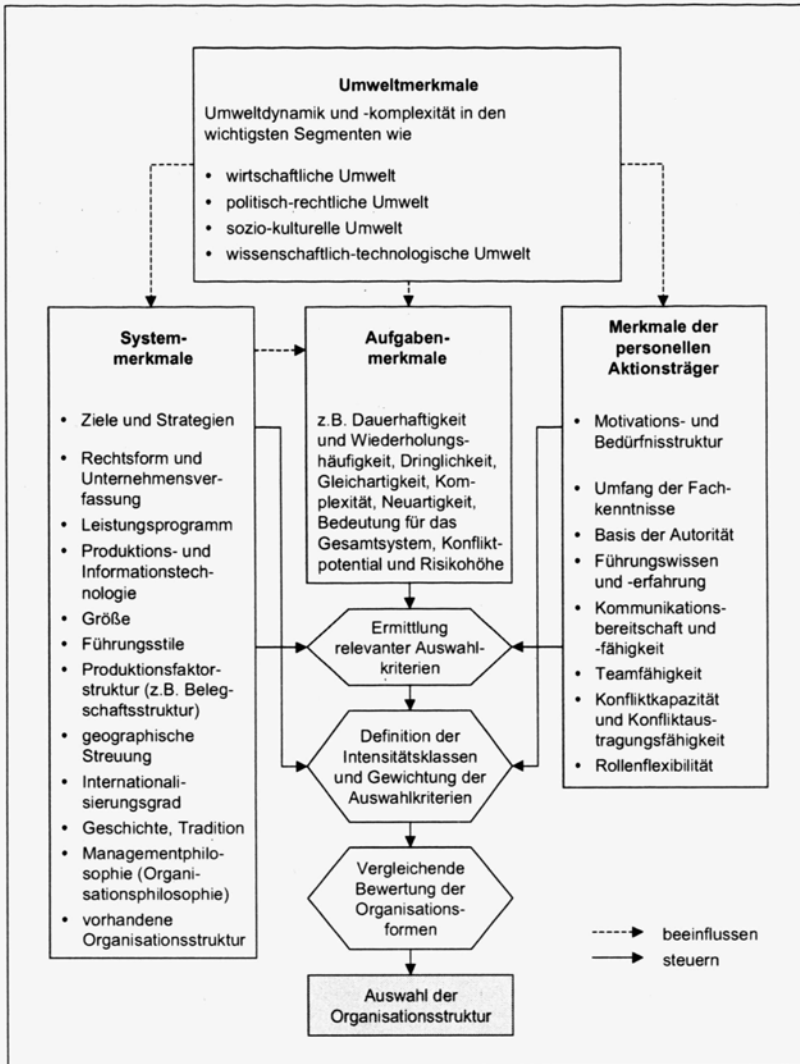 Umweltmerkmale
Umweltdynamik und -komplexität in den
wichtigsten Segmenten wie
• wirtschaftliche Umwelt
• politisch-rechtliche Umwelt
• sozio-kulturelle Umwelt
• wissenschaftlich-technologische Umwelt
System-
merkmale
• Ziele und Strategien
• Rechtsform und
Unternehmensver-
fassung
• Leistungsprogramm
• Produktions- und
Informationstech-
nologie
• Größe
• Führungsstile
• Produktionsfaktor-
struktur (z.B. Beleg-
schaftsstruktur)
• geographische
Streuung
• Internationali-
sierungsgrad
• Geschichte, Tradition
• Managementphilo-
sophie (Organi-
sationsphilosophie)
• vorhandene
Organisationsstruktur
Aufgaben-
merkmale
z.B. Dauerhaftigkeit
und Wiederholungs-
häufigkeit, Dringlichkeit,
Gleichartigkeit, Kom-
plexität, Neuartigkeit,
Bedeutung für das
Gesamtsystem, Konflikt-
potential und Risikohöhe
Merkmale der
personellen
Aktionsträger
• Motivations- und
Bedürfnisstruktur
• Umfang der Fach-
kenntnisse
• Basis der Autorität
• Führungswissen
und -erfahrung
• Kommunikations-
bereitschaft und
-fähigkeit
• Teamfähigkeit
• Konfliktkapazität
und Konfliktaus-
tragungsfähigkeit
• Rollenflexibilität
Ermittlung
relevanter Auswahl-
kriterien
Definition der
Intensitätsklassen
und Gewichtung der
Auswahlkriterien
Vergleichende
Bewertung der
Organisations-
formen
Auswahl der
Organisationsstruktur
beeinflussen
steuern